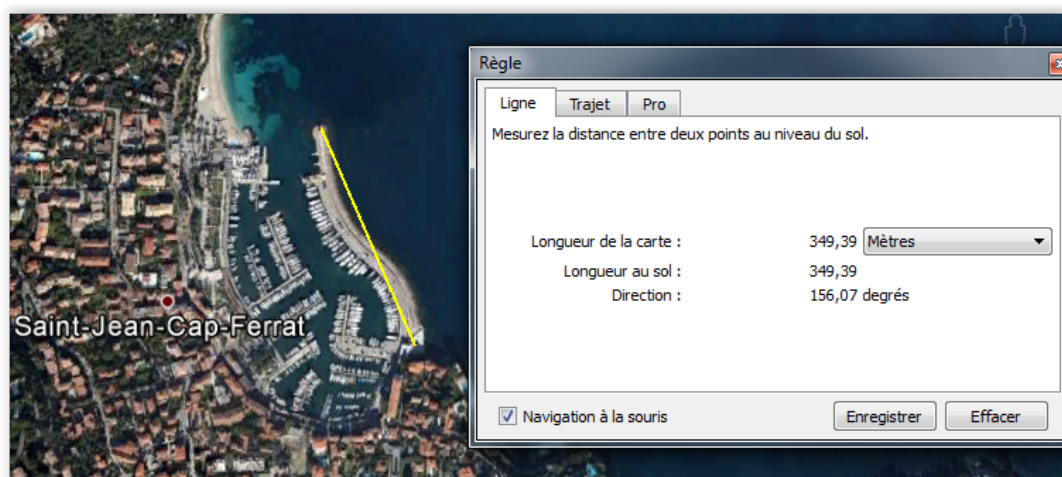 Règle
Ligne Trajet Pro
Mesurez la distance entre deux points au niveau du sol.
Longueur de la carte : 349,39 Mètres
Longueur au sol : 349,39
Direction : 156,07 degrés
Saint-Jean-Cap-Ferrat
Navigation à la souris Enregistrer Effacer